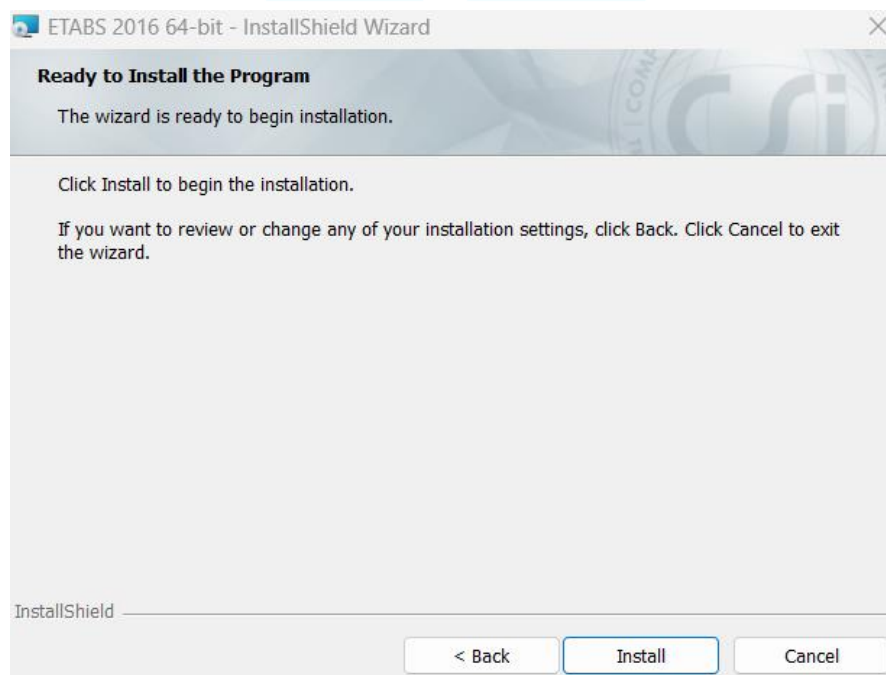 ETABS 2016 64-bit - InstallShield Wizard
Ready to Install the Program
The wizard is ready to begin installation.
CSi
Click Install to begin the installation.
If you want to review or change any of your installation settings, click Back. Click Cancel to exit
the wizard.
InstallShield
< Back
Install
Cancel